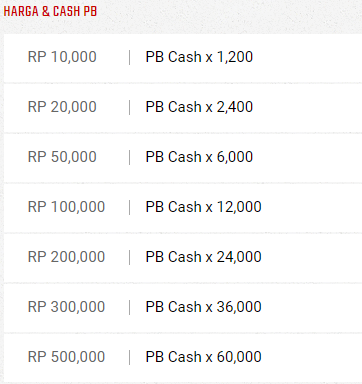 HARGA & CASH PB
RP 10,000 | PB Cash x 1,200
RP 20,000 | PB Cash x 2,400
RP 50,000 | PB Cash x 6,000
RP 100,000 | PB Cash x 12,000
RP 200,000 | PB Cash x 24,000
RP 300,000 | PB Cash x 36,000
RP 500,000 | PB Cash x 60,000